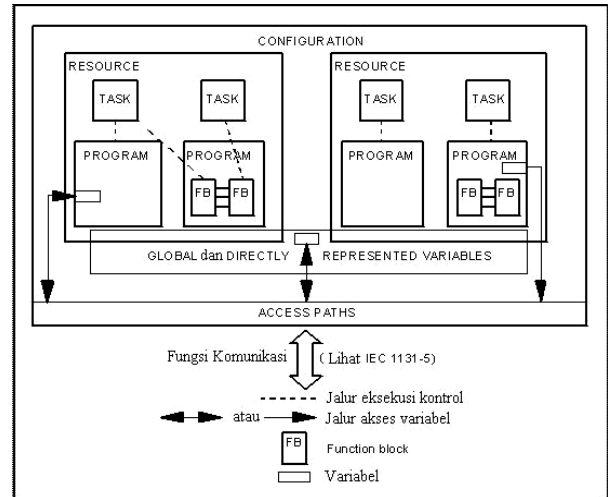 CONFIGURATION
RESOURCE RESOURCE
TASK TASK TASK TASK
PROGRAM PROGRAM PROGRAM PROGRAM
FB FB FB FB
GLOBAL dan DIRECTLY REPRESENTED VARIABLES
ACCESS PATHS
Fungsi Komunikasi ( Lihat IEC 1131-5)
Jalur eksekusi kontrol
atau Jalur akses variabel
FB Function block
Variabel